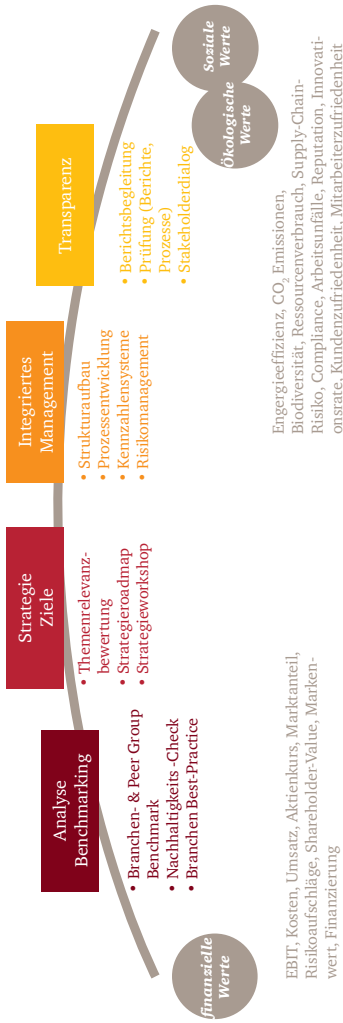 Analyse
Benchmarking
• Branchen- & Peer Group
Benchmark
• Nachhaltigkeits -Check
• Branchen Best-Practice
Strategie
Ziele
• Themenrelevanz-
bewertung
• Strategieroadmap
• Strategieworkshop
Integriertes
Management
• Strukturaufbau
• Prozessentwicklung
• Kennzahlensysteme
• Risikomanagement
Transparenz
• Berichtsbegleitung
• Prüfung (Berichte,
Prozesse)
• Stakeholderdialog
finanzielle
Werte
EBIT, Kosten, Umsatz, Aktienkurs, Marktanteil,
Risikoaufschläge, Shareholder-Value, Marken-
wert, Finanzierung
Ökologische
Werte
Soziale
Werte
Engergieeffizienz, CO₂ Emissionen,
Biodiversität, Ressourcenverbrauch, Supply-Chain-
Risiko, Compliance, Arbeitsunfälle, Reputation, Innovati-
onsrate, Kundenzufriedenheit, Mitarbeiterzufriedenheit